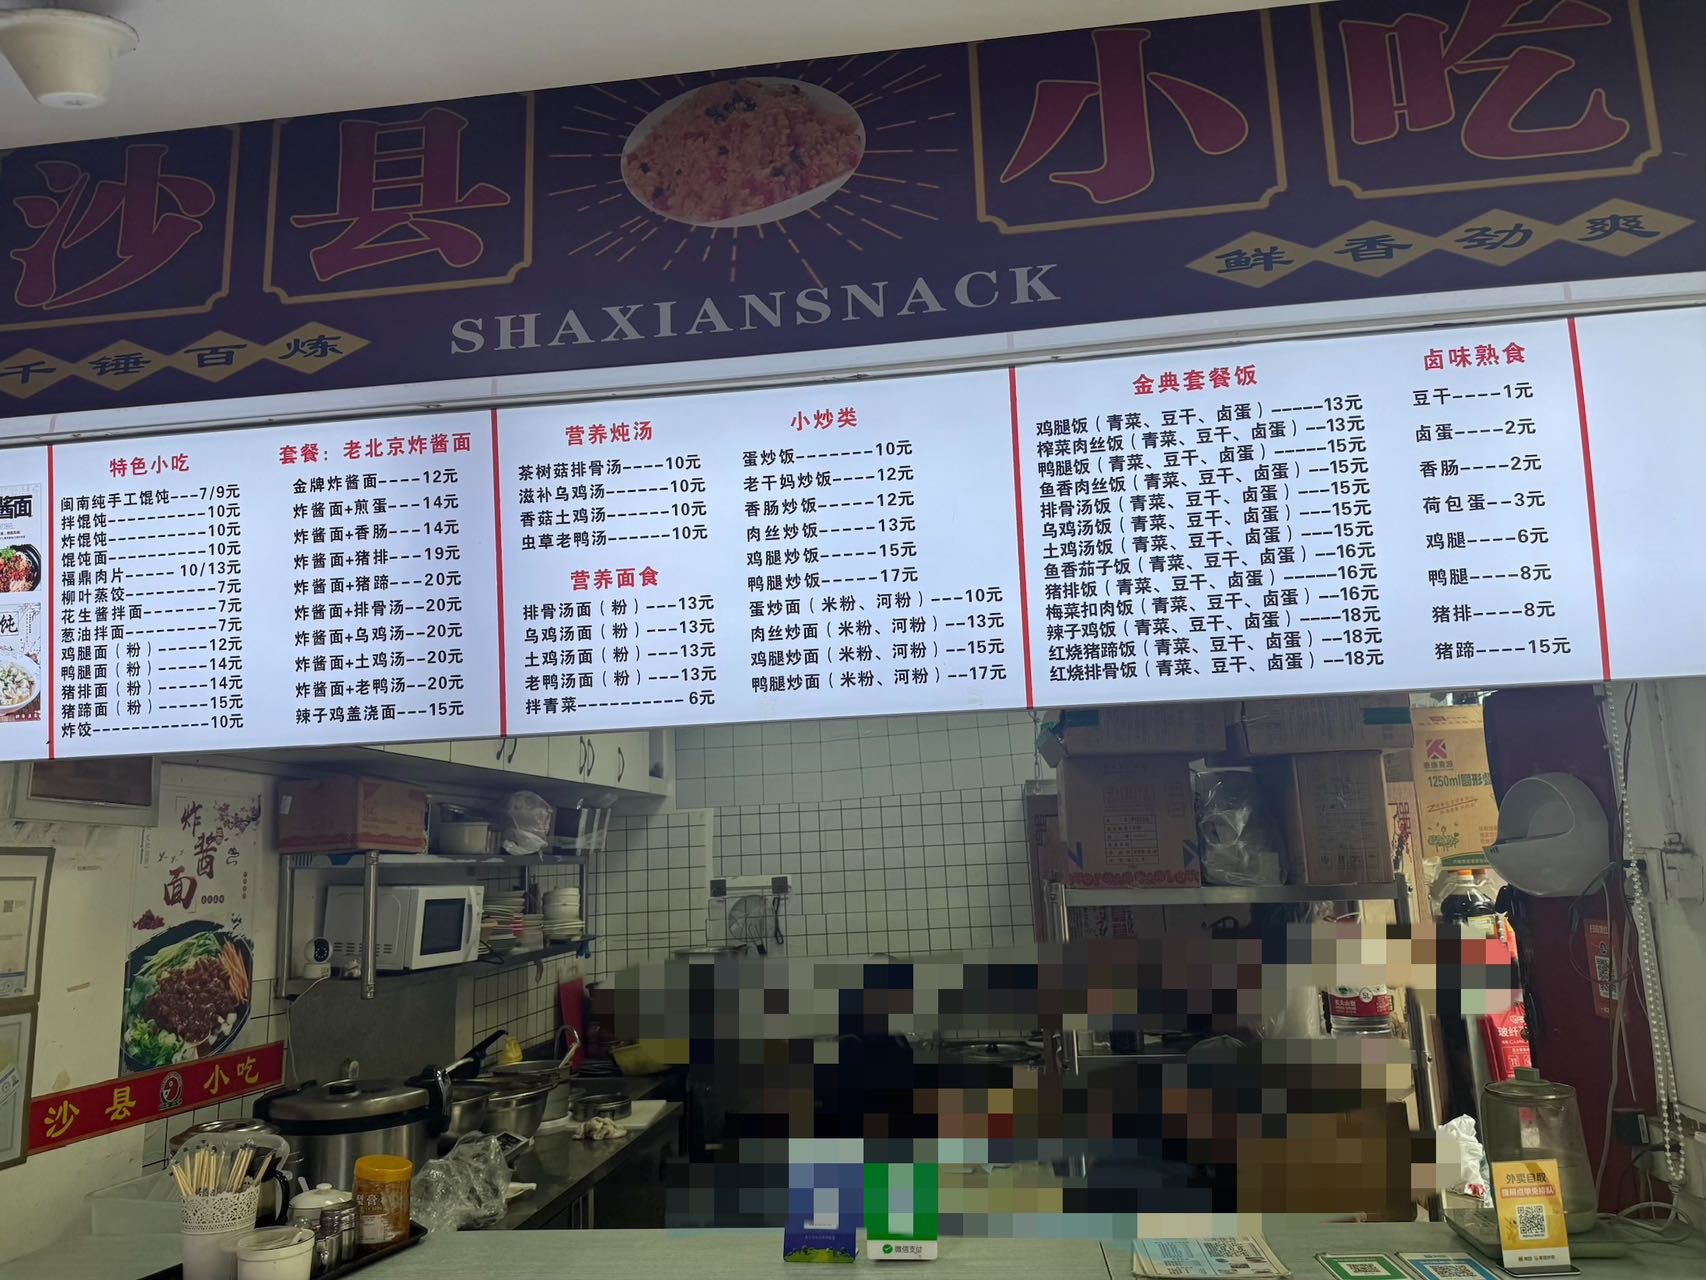 沙县小吃
千锤百炼
SHAXIANSNACK
鲜香劲爽
特色小吃
闽南纯手工馄饨---7/9元
拌馄饨----------10元
炸馄饨----------10元
馄饨面----------10元
福鼎肉片-----10/13元
柳叶蒸饺---------7元
花生酱拌面-------7元
葱油拌面---------7元
鸡腿面（粉）-----12元
鸭腿面（粉）-----14元
猪排面（粉）-----14元
猪蹄面（粉）-----15元
炸饺------------10元
套餐：老北京炸酱面
金牌炸酱面----12元
炸酱面+煎蛋---14元
炸酱面+香肠---14元
炸酱面+猪排---19元
炸酱面+猪蹄---20元
炸酱面+排骨汤--20元
炸酱面+乌鸡汤--20元
炸酱面+土鸡汤--20元
炸酱面+老鸭汤--20元
辣子鸡盖浇面---15元
营养炖汤
茶树菇排骨汤----10元
滋补乌鸡汤------10元
香菇土鸡汤------10元
虫草老鸭汤------10元
营养面食
排骨汤面（粉）---13元
乌鸡汤面（粉）---13元
土鸡汤面（粉）---13元
老鸭汤面（粉）---13元
拌青菜----------6元
小炒类
蛋炒饭-------10元
老干妈炒饭----12元
香肠炒饭-----12元
肉丝炒饭-----13元
鸡腿炒饭-----15元
鸭腿炒饭-----17元
蛋炒面（米粉、河粉）---10元
肉丝炒面（米粉、河粉）--13元
鸡腿炒面（米粉、河粉）--15元
鸭腿炒面（米粉、河粉）--17元
金典套餐饭
鸡腿饭（青菜、豆干、卤蛋）-----13元
榨菜肉丝饭（青菜、豆干、卤蛋）--13元
鸭腿饭（青菜、豆干、卤蛋）-----15元
鱼香肉丝饭（青菜、豆干、卤蛋）--15元
排骨汤饭（青菜、豆干、卤蛋）---15元
乌鸡汤饭（青菜、豆干、卤蛋）---15元
土鸡汤饭（青菜、豆干、卤蛋）---15元
鱼香茄子饭（青菜、豆干、卤蛋）--16元
猪排饭（青菜、豆干、卤蛋）-----16元
梅菜扣肉饭（青菜、豆干、卤蛋）--16元
辣子鸡饭（青菜、豆干、卤蛋）---18元
红烧猪蹄饭（青菜、豆干、卤蛋）--18元
红烧排骨饭（青菜、豆干、卤蛋）--18元
卤味熟食
豆干----1元
卤蛋----2元
香肠----2元
荷包蛋--3元
鸡腿----6元
鸭腿----8元
猪排----8元
猪蹄----15元
酱面
炸酱面
沙县小吃
1250ml圆形
5L
微信支付
外卖自取